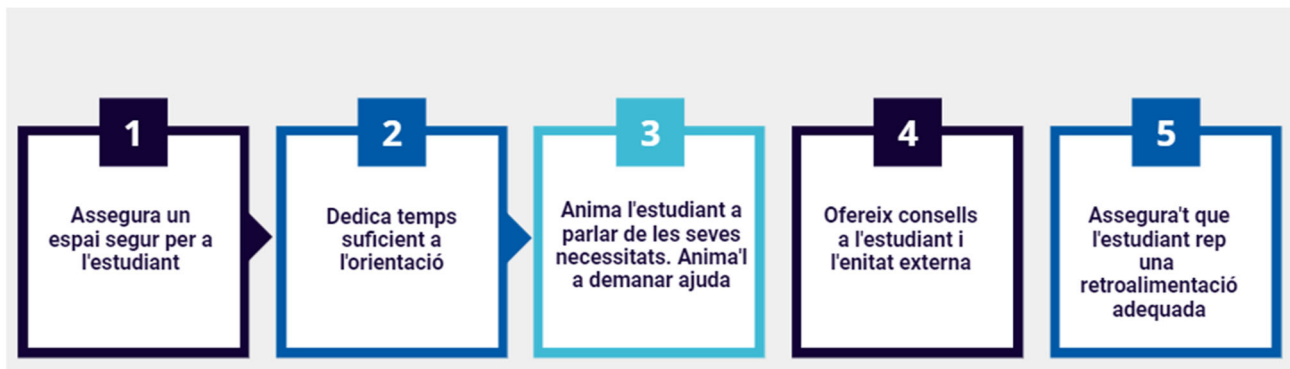 1
Assegura un
espai segur per a
l'estudiant
2
Dedica temps
suficient a
l'orientació
3
Anima l'estudiant a
parlar de les seves
necessitats. Anima'l
a demanar ajuda
4
Ofereix consells
a l'estudiant i
l'enitat externa
5
Assegura't que
l'estudiant rep
una
retroalimentació
adequada